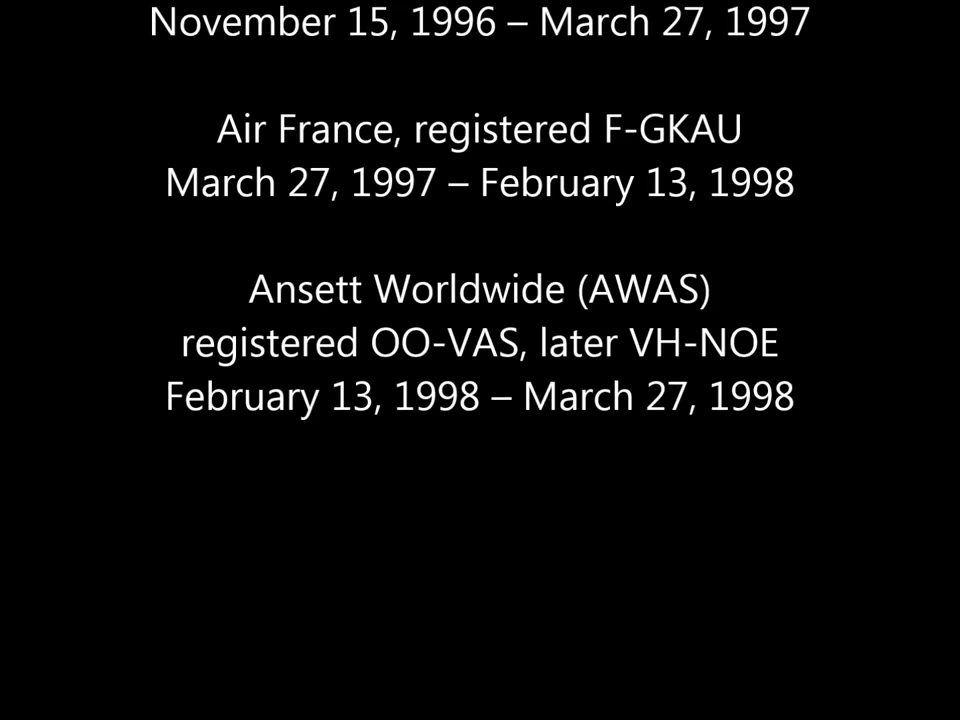 November 15, 1996 – March 27, 1997
Air France, registered F-GKAU
March 27, 1997 – February 13, 1998
Ansett Worldwide (AWAS)
registered OO-VAS, later VH-NOE
February 13, 1998 – March 27, 1998